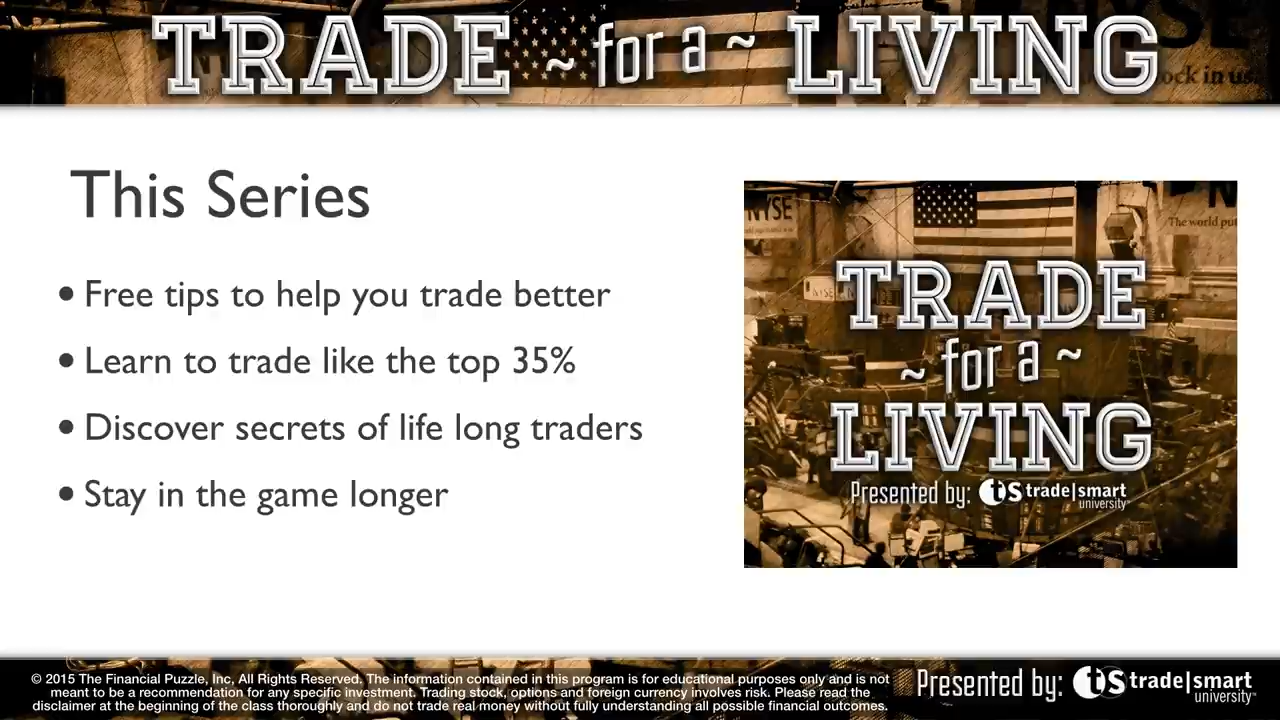 TRADE ~ for a ~ LIVING
ock in us.
This Series
• Free tips to help you trade better
• Learn to trade like the top 35%
• Discover secrets of life long traders
• Stay in the game longer
NYSE
The world put
TRADE
~ for a ~
LIVING
Presented by: ts trade|smart
university
© 2015 The Financial Puzzle, Inc, All Rights Reserved. The information contained in this program is for educational purposes only and is not
meant to be a recommendation for any specific investment. Trading stock, options and foreign currency involves risk. Please read the
disclaimer at the beginning of the class thoroughly and do not trade real money without fully understanding all possible financial outcomes.
Presented by: ts trade|smart
university™